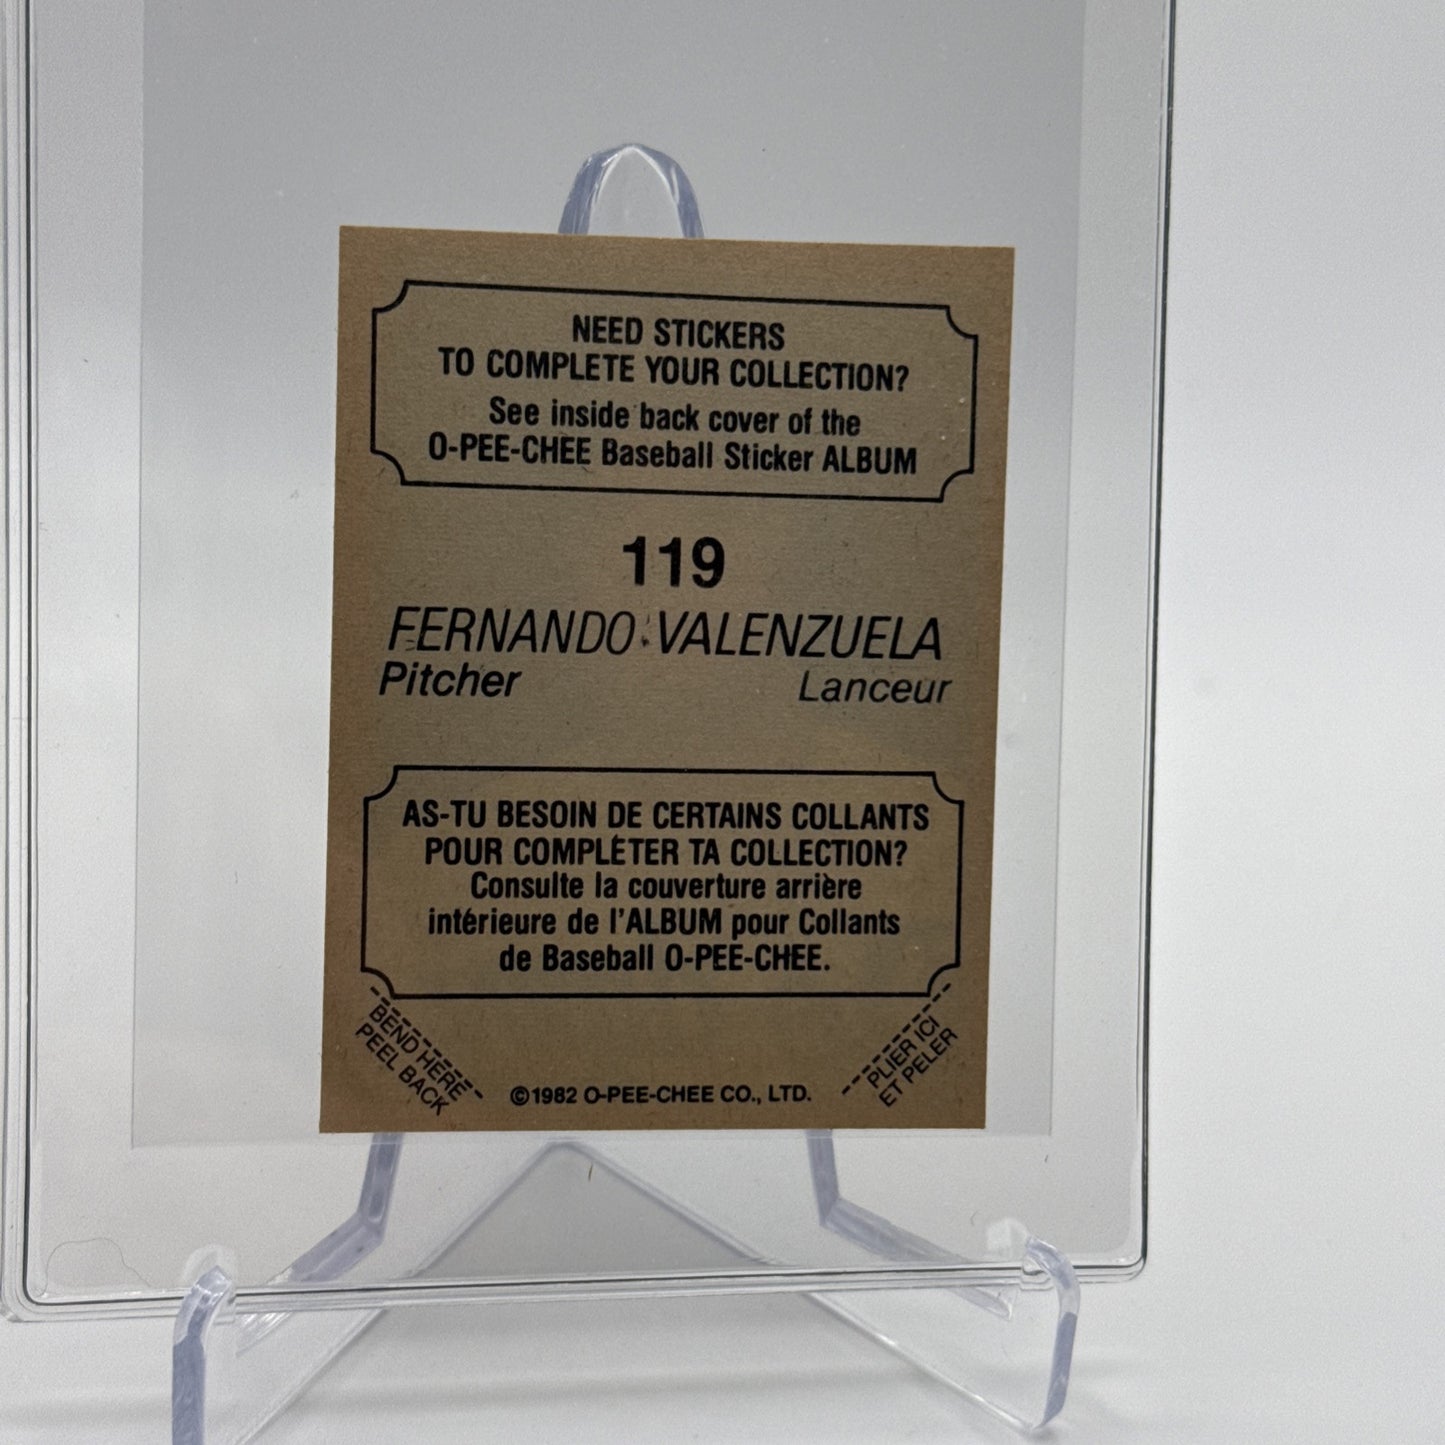 NEED STICKERS
TO COMPLETE YOUR COLLECTION?
See inside back cover of the
O-PEE-CHEE Baseball Sticker ALBUM
119
FERNANDO VALENZUELA
Pitcher Lanceur
AS-TU BESOIN DE CERTAINS COLLANTS
POUR COMPLÉTER TA COLLECTION?
Consulte la couverture arrière
intérieure de l'ALBUM pour Collants
de Baseball O-PEE-CHEE.
BEND HERE
PEEL BACK
©1982 O-PEE-CHEE CO., LTD.
PLIER ICI
ET PELER